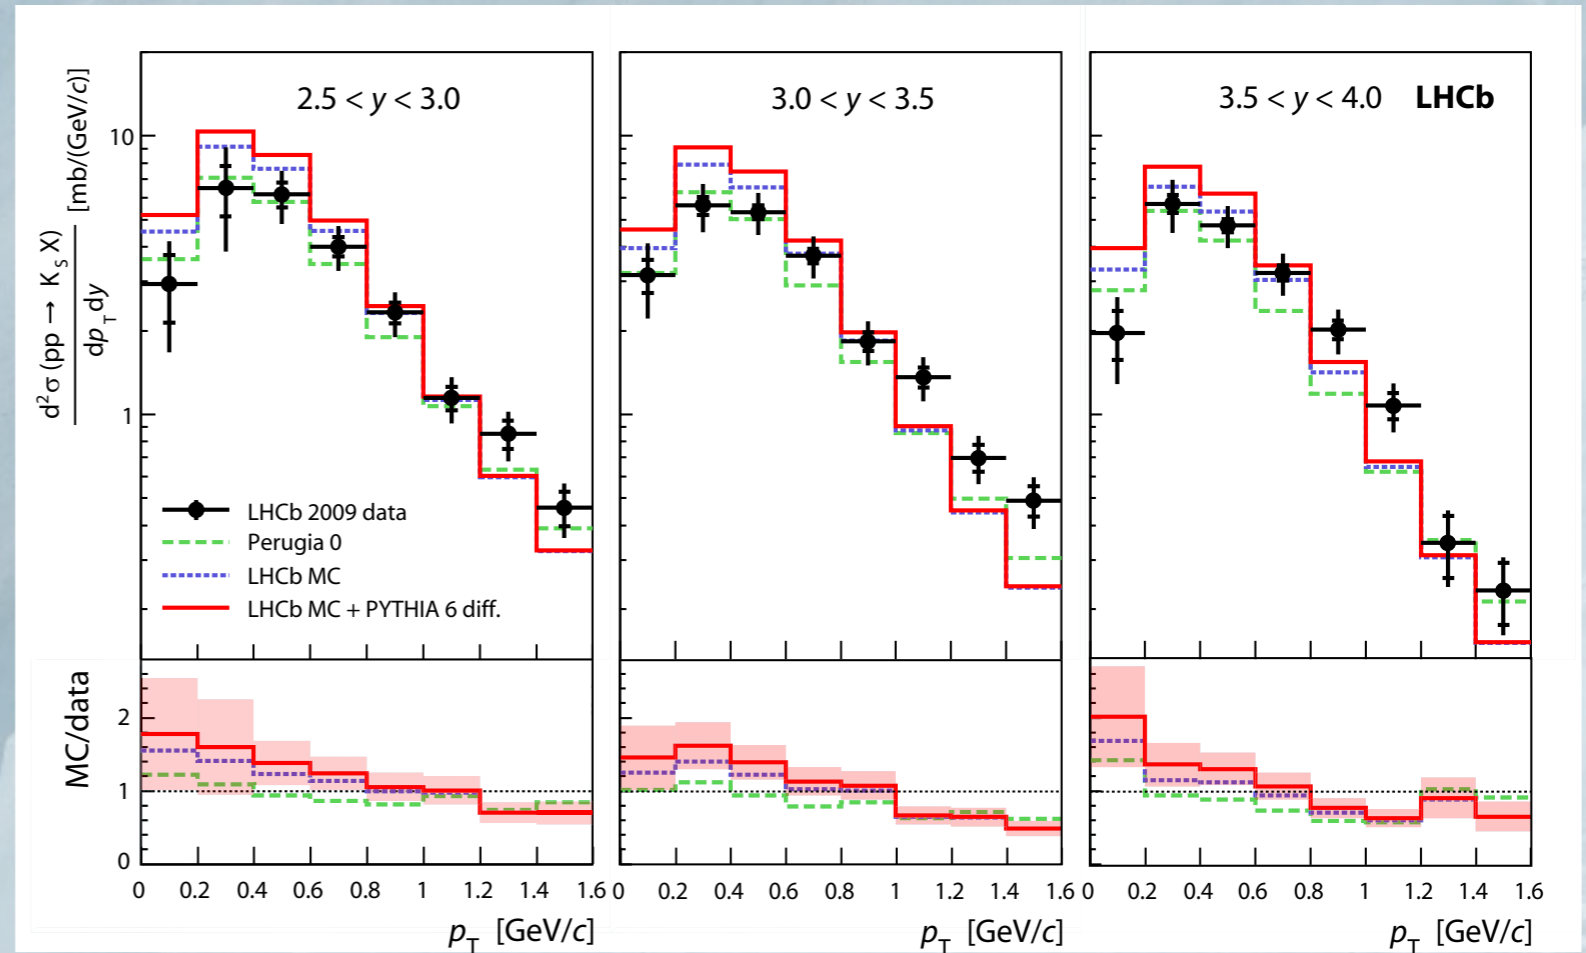 2.5 < y < 3.0
3.0 < y < 3.5
3.5 < y < 4.0 LHCb
d²σ (pp → K_S X)
dp_T dy
[mb/(GeV/c)]
10
1
LHCb 2009 data
Perugia 0
LHCb MC
LHCb MC + PYTHIA 6 diff.
MC/data
2
1
0
0 0.2 0.4 0.6 0.8 1 1.2 1.4 1.6
0 0.2 0.4 0.6 0.8 1 1.2 1.4 1.6
0 0.2 0.4 0.6 0.8 1 1.2 1.4 1.6
p_T [GeV/c]
p_T [GeV/c]
p_T [GeV/c]